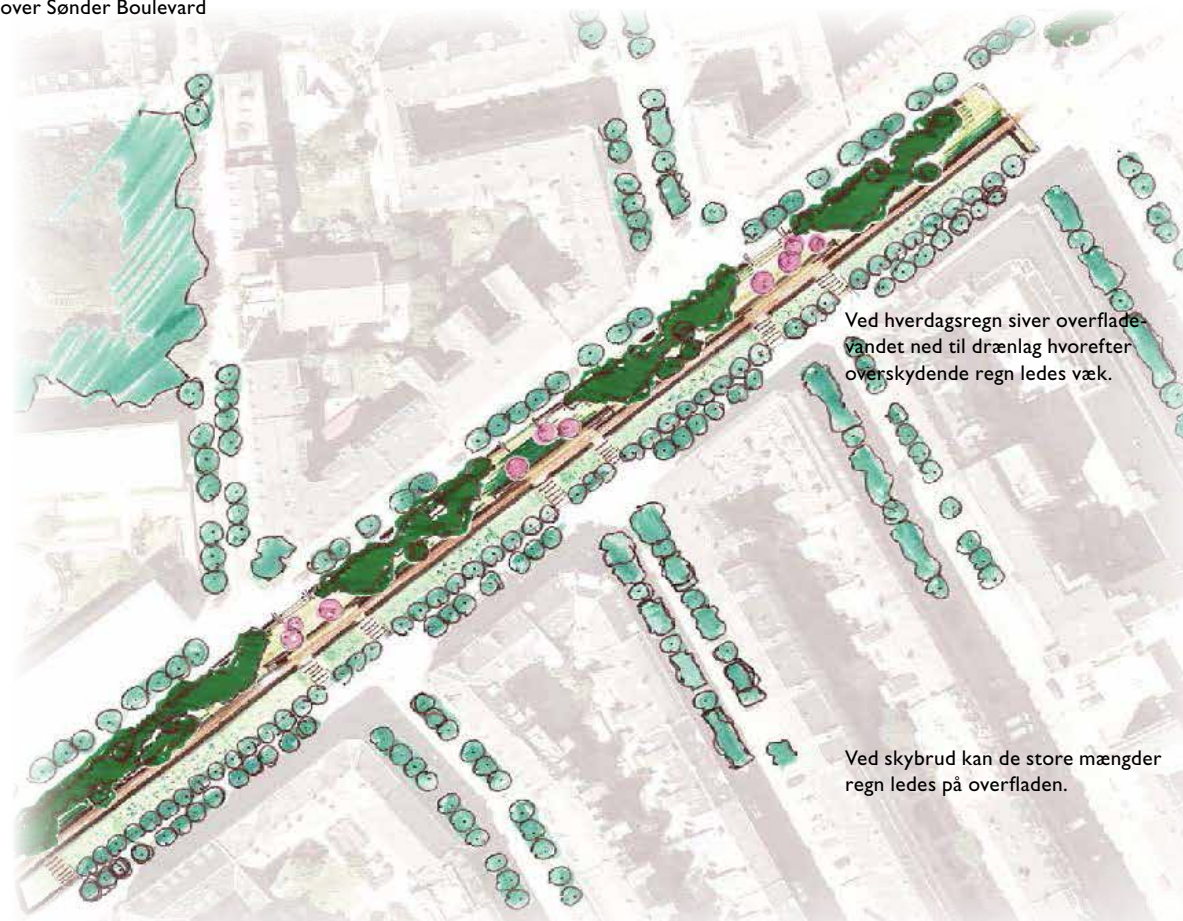 over Sønder Boulevard
Ved hverdagsregn siver overflade-
vandet ned til drænlag hvorefter
overskydende regn ledes væk.
Ved skybrud kan de store mængder
regn ledes på overfladen.